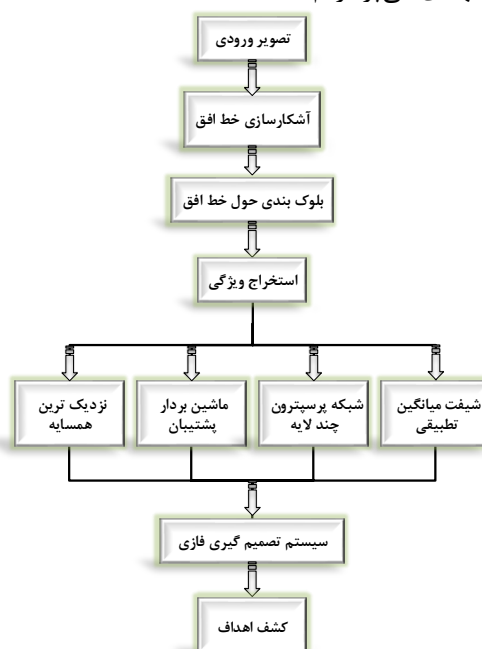 تصویر ورودی
آشکارسازی خط افق
بلوک بندی حول خط افق
استخراج ویژگی
شیفت میانگین
تطبیقی
شبکه پرسپترون
چند لایه
ماشین بردار
پشتیبان
نزدیک ترین
همسایه
سیستم تصمیم گیری فازی
کشف اهداف